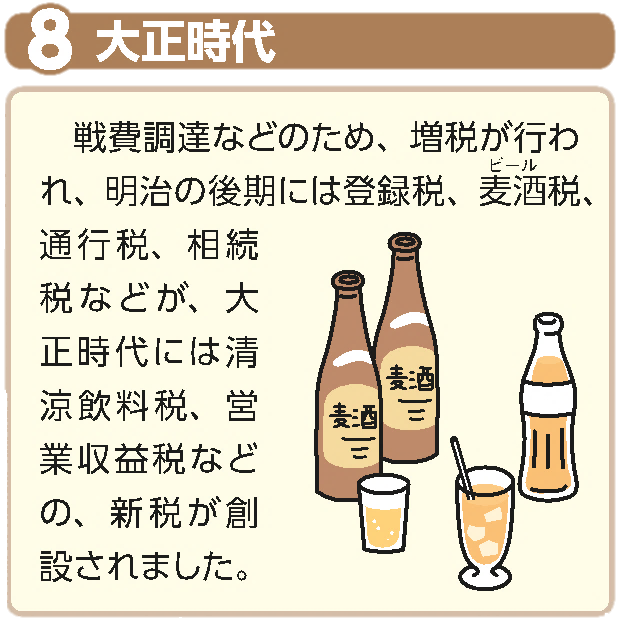 8 大正時代
戦費調達などのため、増税が行わ
れ、明治の後期には登録税、麦酒税、
ビール
通行税、相続
税などが、大
正時代には清
涼飲料税、営
業収益税など
の、新税が創
設されました。
麦酒
麦酒